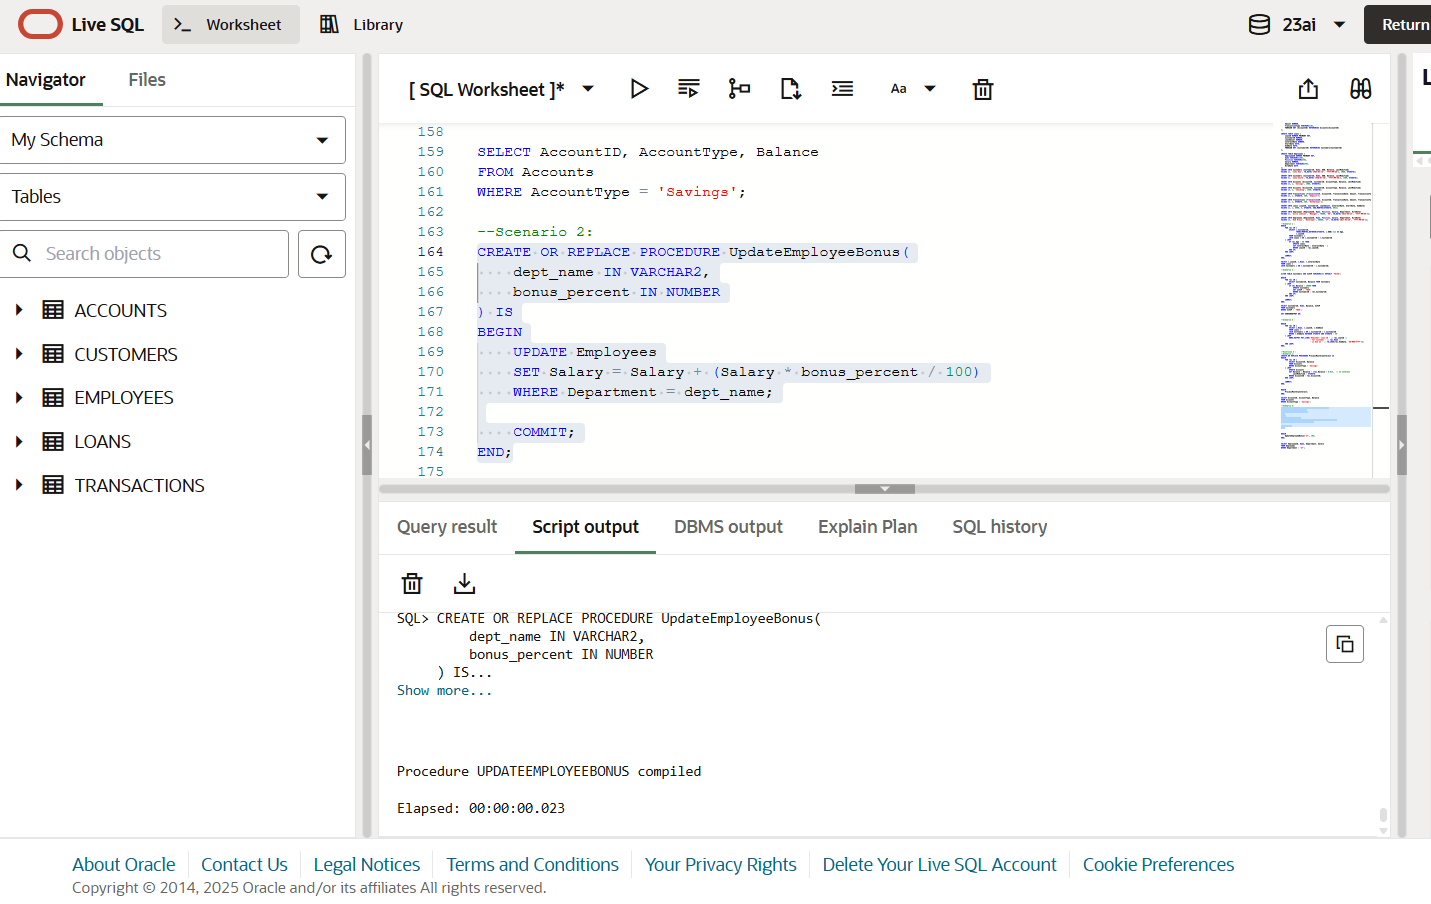 Live SQL
Worksheet
Library
23ai
Return
Navigator
Files
My Schema
Tables
Search objects
ACCOUNTS
CUSTOMERS
EMPLOYEES
LOANS
TRANSACTIONS
[ SQL Worksheet ]*
Aa
158
159 SELECT AccountID, AccountType, Balance
160 FROM Accounts
161 WHERE AccountType = 'Savings';
162
163 --Scenario 2:
164 CREATE OR REPLACE PROCEDURE UpdateEmployeeBonus(
165 dept_name IN VARCHAR2,
166 bonus_percent IN NUMBER
167 ) IS
168 BEGIN
169 UPDATE Employees
170 SET Salary = Salary + (Salary * bonus_percent / 100)
171 WHERE Department = dept_name;
172
173 COMMIT;
174 END;
175
Query result
Script output
DBMS output
Explain Plan
SQL history
SQL> CREATE OR REPLACE PROCEDURE UpdateEmployeeBonus(
dept_name IN VARCHAR2,
bonus_percent IN NUMBER
) IS...
Show more...
Procedure UPDATEEMPLOYEEBONUS compiled
Elapsed: 00:00:00.023
About Oracle
Contact Us
Legal Notices
Terms and Conditions
Your Privacy Rights
Delete Your Live SQL Account
Cookie Preferences
Copyright © 2014, 2025 Oracle and/or its affiliates All rights reserved.